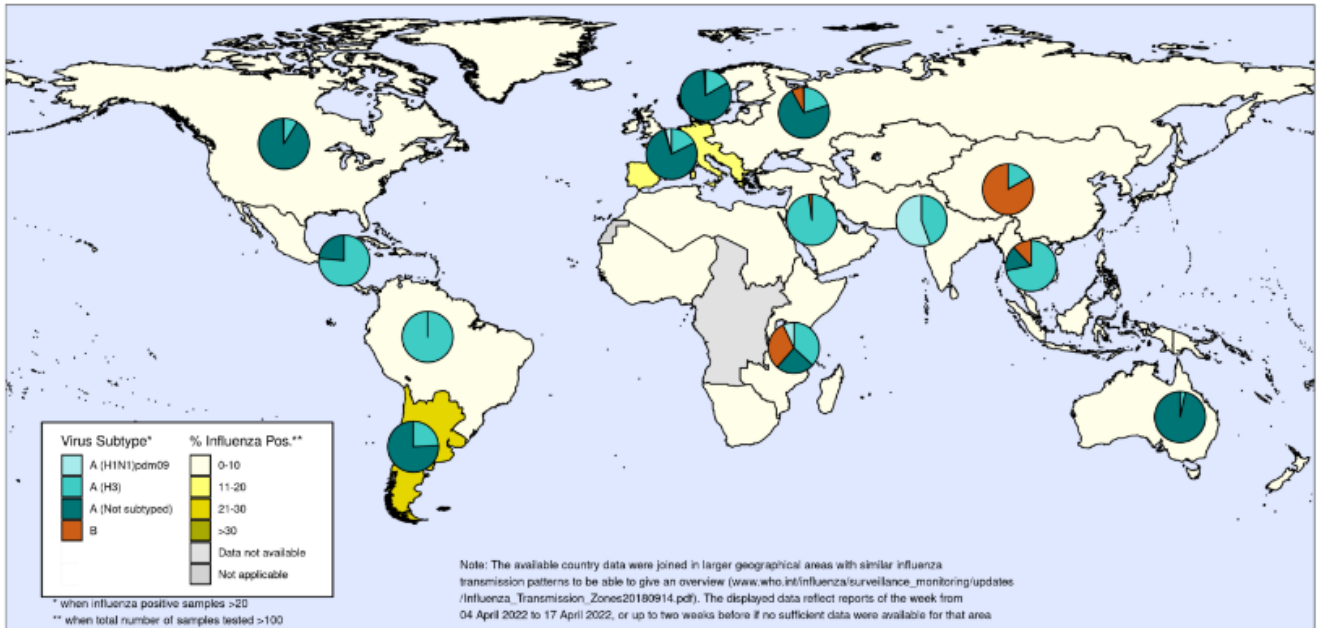 Virus Subtype*
A (H1N1)pdm09
A (H3)
A (Not subtyped)
B
% Influenza Pos.**
0-10
11-20
21-30
>30
Data not available
Not applicable
* when influenza positive samples >20
** when total number of samples tested >100
Note: The available country data were joined in larger geographical areas with similar influenza
transmission patterns to be able to give an overview (www.who.int/influenza/surveillance_monitoring/updates
/Influenza_Transmission_Zones20180914.pdf). The displayed data reflect reports of the week from
04 April 2022 to 17 April 2022, or up to two weeks before if no sufficient data were available for that area